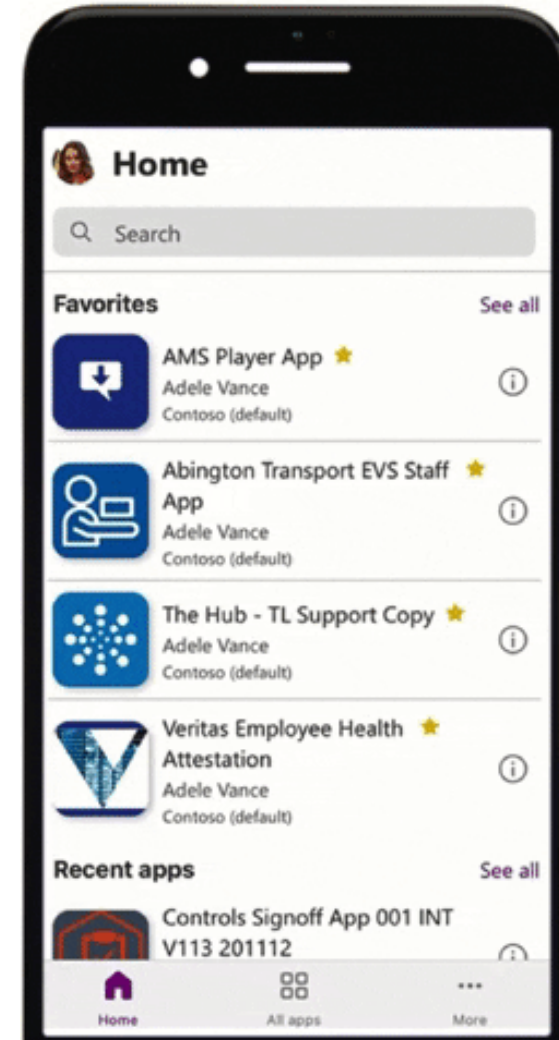 Home
Search
Favorites
See all
AMS Player App
Adele Vance
Contoso (default)
Abington Transport EVS Staff
App
Adele Vance
Contoso (default)
The Hub - TL Support Copy
Adele Vance
Contoso (default)
Veritas Employee Health
Attestation
Adele Vance
Contoso (default)
Recent apps
See all
Controls Signoff App 001 INT
V113 201112
Home
All apps
More